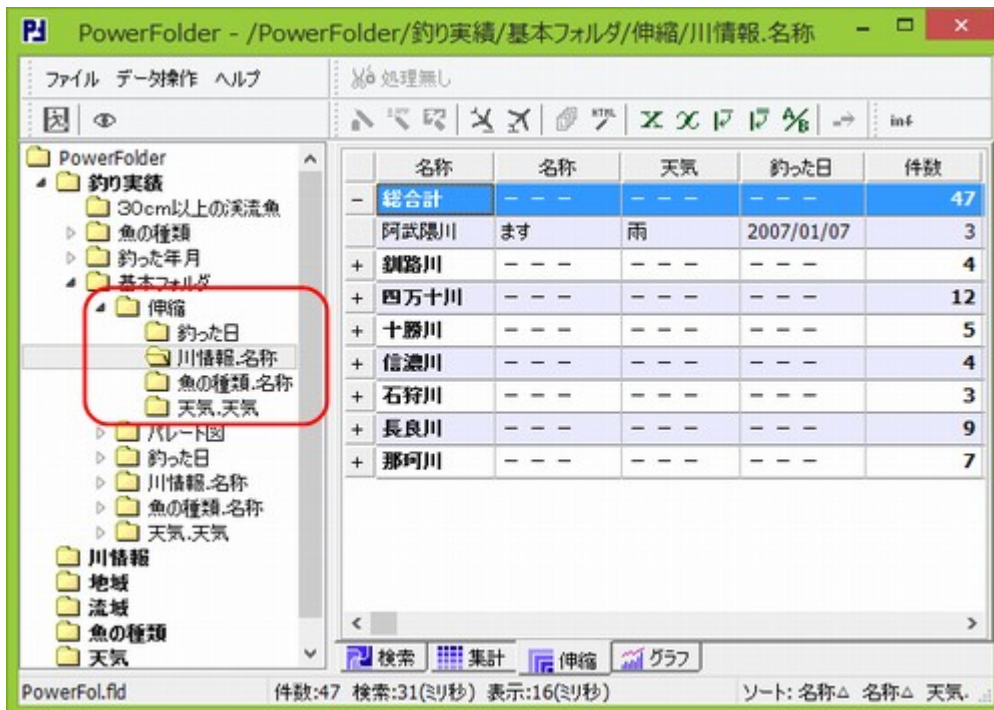 PowerFolder - /PowerFolder/釣り実績/基本フォルダ/伸縮/川情報.名称
ファイル データ操作 ヘルプ
処理無し
inf
PowerFolder
釣り実績
30cm以上の渓流魚
魚の種類
釣った年月
基本フォルダ
伸縮
釣った日
川情報.名称
魚の種類.名称
天気.天気
パレート図
釣った日
川情報.名称
魚の種類.名称
天気.天気
川情報
地域
流域
魚の種類
天気
名称 名称 天気 釣った日 件数
- 総合計 - - - - - - - - - 47
阿武隈川 ます 雨 2007/01/07 3
+ 釧路川 - - - - - - - - - 4
+ 四万十川 - - - - - - - - - 12
+ 十勝川 - - - - - - - - - 5
+ 信濃川 - - - - - - - - - 4
+ 石狩川 - - - - - - - - - 3
+ 長良川 - - - - - - - - - 9
+ 那珂川 - - - - - - - - - 7
検索 集計 伸縮 グラフ
PowerFol.fld 件数:47 検索:31(ミリ秒) 表示:16(ミリ秒) ソート: 名称△ 名称△ 天気.